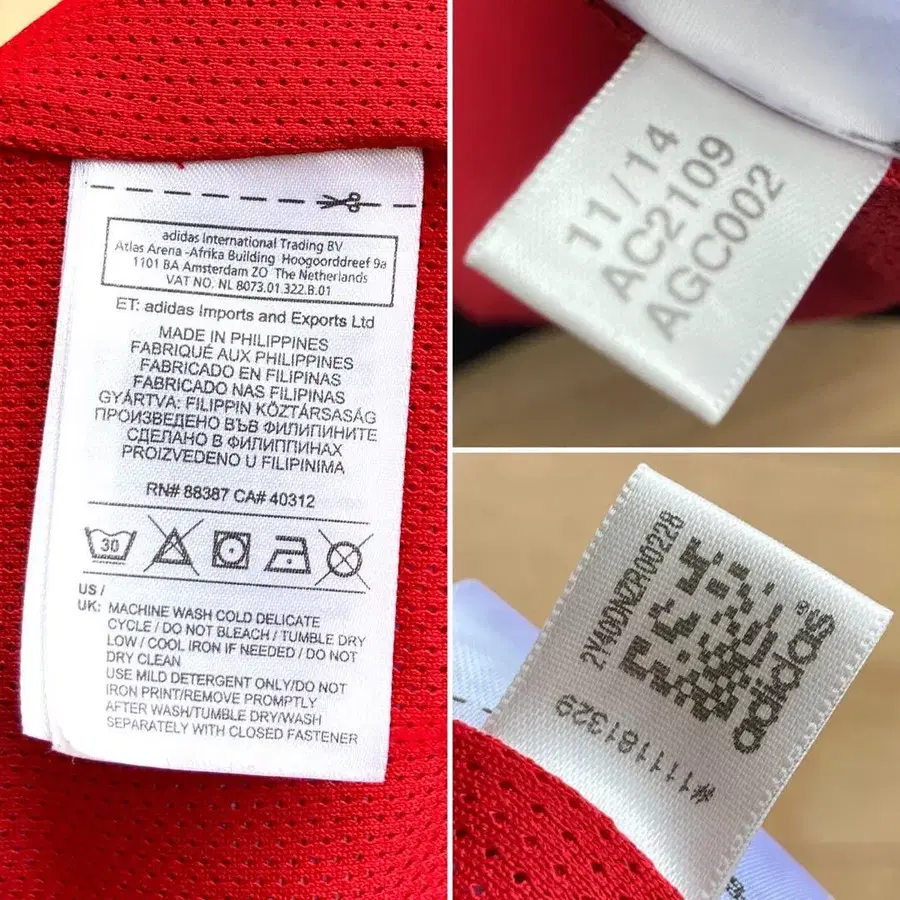 adidas International Trading BV
Atlas Arena -Afrika Building Hoogoorddreef 9a
1101 BA Amsterdam ZO The Netherlands
VAT NO. NL 8073.01.322.B.01
ET: adidas Imports and Exports Ltd
MADE IN PHILIPPINES
FABRIQUÉ AUX PHILIPPINES
FABRICADO EN FILIPINAS
FABRICADO NAS FILIPINAS
GYÁRTVA: FILIPPIN KÖZTÁRSASÁG
ПРОИЗВЕДЕНО ВЪВ ФИЛИПИНИТЕ
СДЕЛАНО В ФИЛИППИНАХ
PROIZVEDENO U FILIPINIMA
RN# 88387 CA# 40312
30
US /
UK: MACHINE WASH COLD DELICATE
CYCLE / DO NOT BLEACH / TUMBLE DRY
LOW / COOL IRON IF NEEDED / DO NOT
DRY CLEAN
USE MILD DETERGENT ONLY/DO NOT
IRON PRINT/REMOVE PROMPTLY
AFTER WASH/TUMBLE DRY/WASH
SEPARATELY WITH CLOSED FASTENER
11/14
AC2109
AGC002
2Y4DDNZR00228
adidas®
#111181329